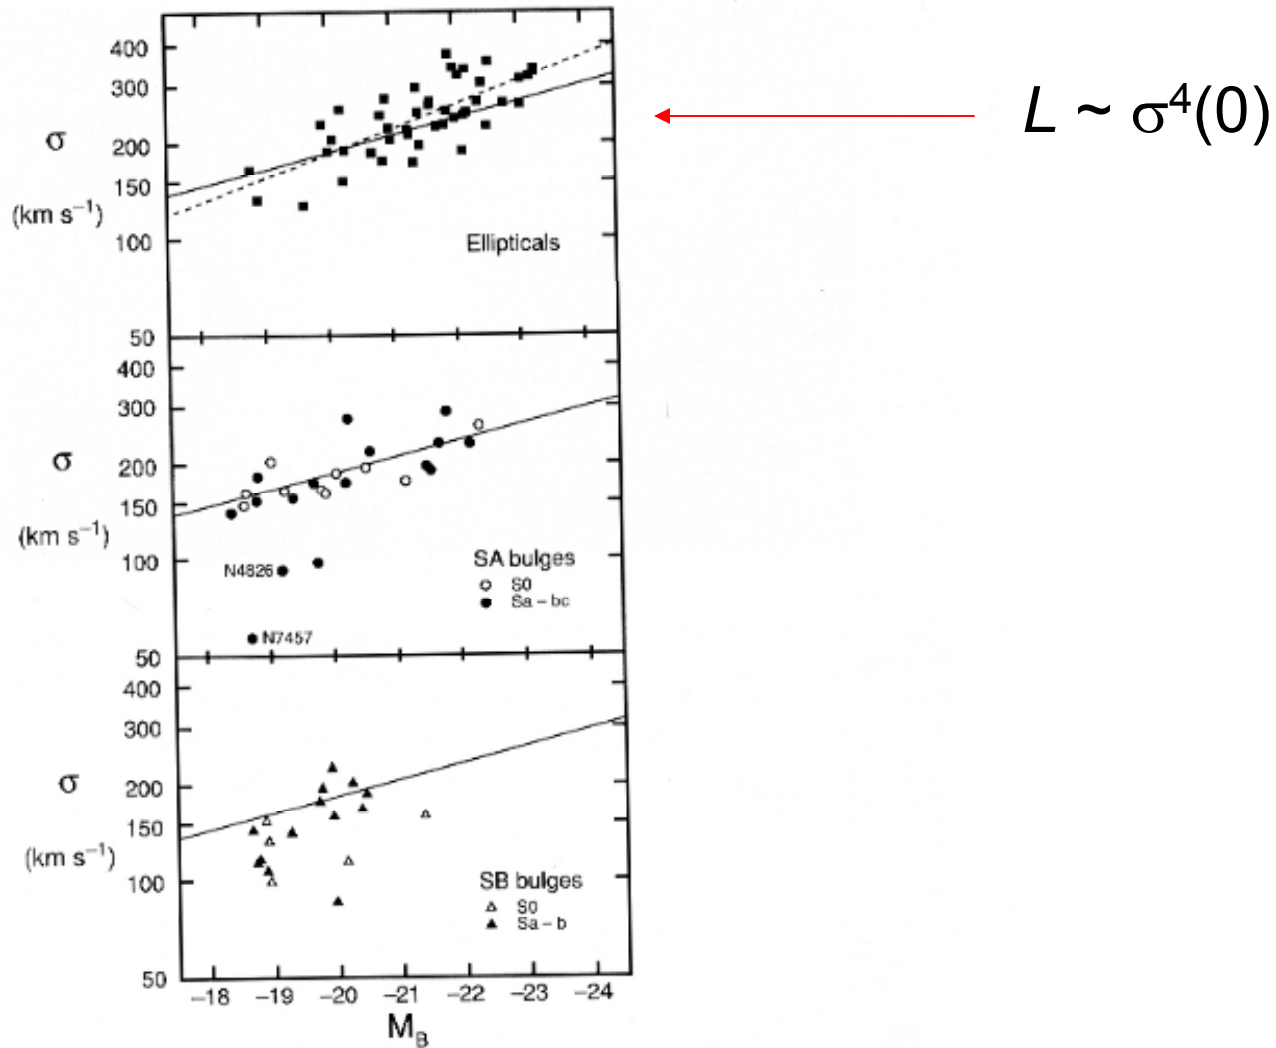 L ~ σ⁴(0)
400
300
σ
200
150
(km s⁻¹)
100
Ellipticals
50
400
300
σ
200
150
(km s⁻¹)
100
N4826
SA bulges
S0
Sa – bc
N7457
50
400
300
σ
200
150
(km s⁻¹)
100
SB bulges
S0
Sa – b
50
–18 –19 –20 –21 –22 –23 –24
M_B